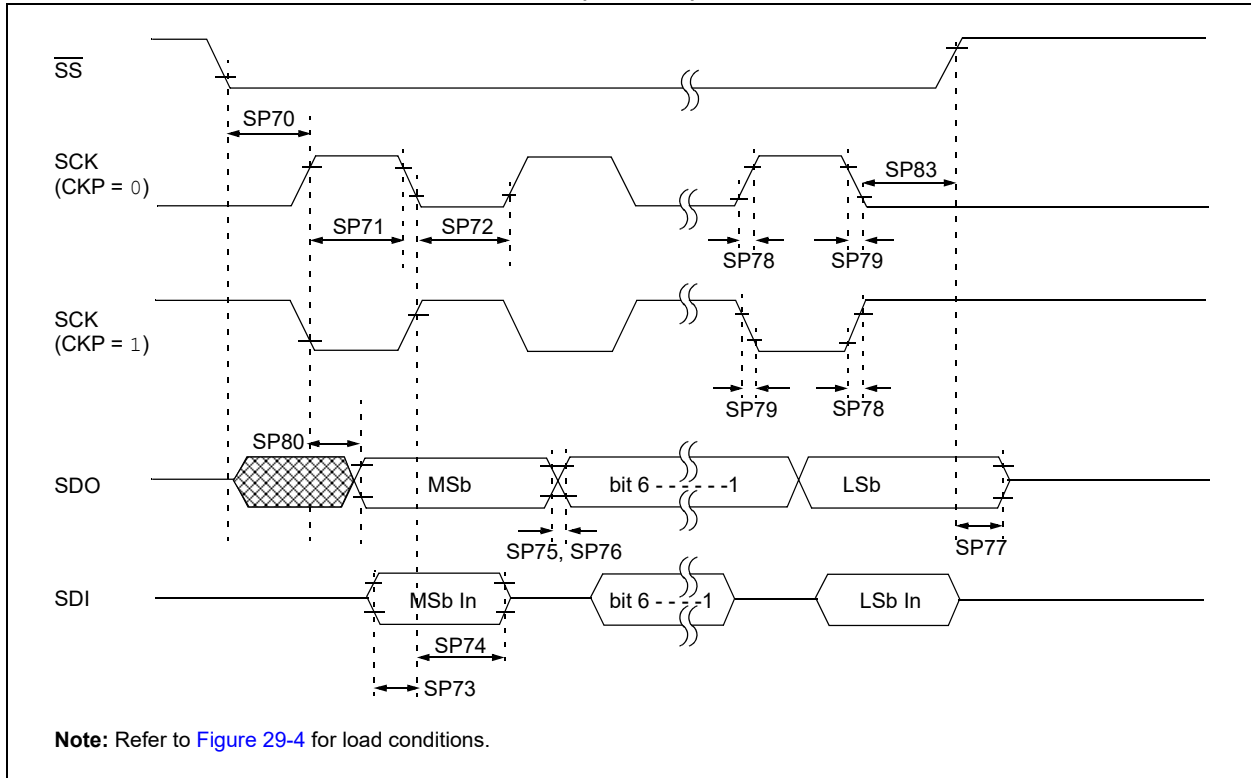 SS
SP70
SCK
(CKP = 0)
SP83
SP71
SP72
SP78
SP79
SCK
(CKP = 1)
SP79
SP78
SP80
SDO
MSb
bit 6 - - - - - -1
LSb
SP75, SP76
SP77
SDI
MSb In
bit 6 - - - -1
LSb In
SP74
SP73
Note: Refer to Figure 29-4 for load conditions.